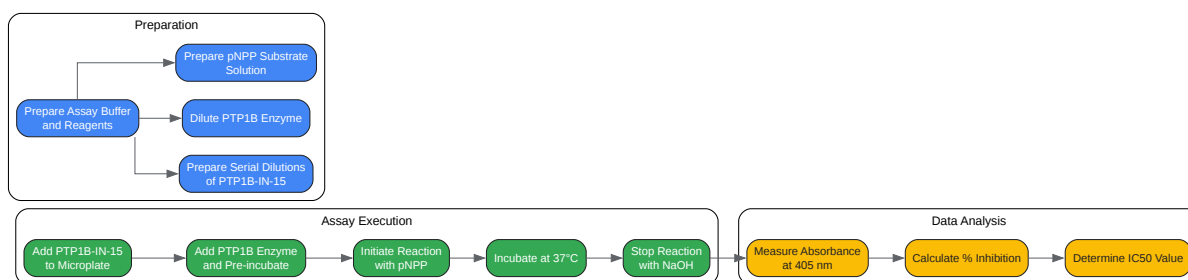 Preparation
Prepare pNPP Substrate
Solution
Prepare Assay Buffer
and Reagents
Dilute PTP1B Enzyme
Prepare Serial Dilutions
of PTP1B-IN-15
Assay Execution
Add PTP1B-IN-15
to Microplate
Add PTP1B Enzyme
and Pre-incubate
Initiate Reaction
with pNPP
Incubate at 37°C
Stop Reaction
with NaOH
Data Analysis
Measure Absorbance
at 405 nm
Calculate % Inhibition
Determine IC50 Value